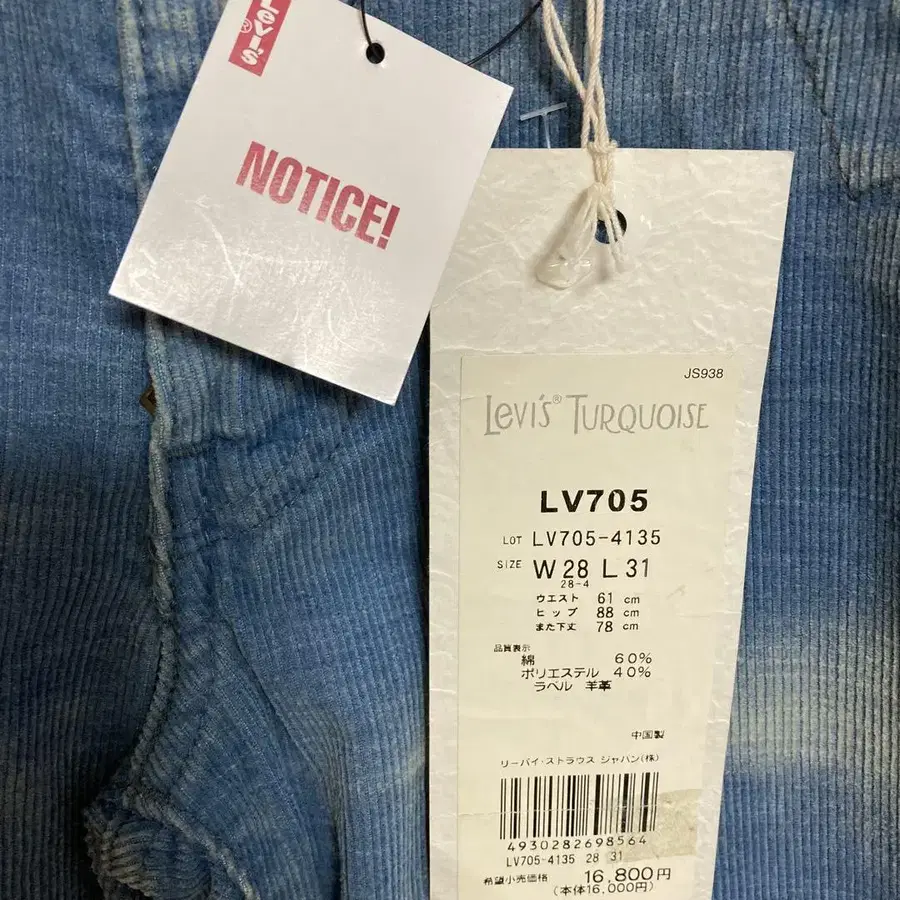 Levi's®
NOTICE!
JS938
Levi's® TURQUOISE
LV705
LOT LV705-4135
SIZE W28 L31
28-4
ウエスト 61 cm
ヒップ 88 cm
また下丈 78 cm
品質表示
綿 60%
ポリエステル 40%
ラベル 羊革
中国製
リーバイ・ストラウス ジャパン(株)
4930282698564
LV705-4135 28 31
希望小売価格 16,800円
(本体16,000円)